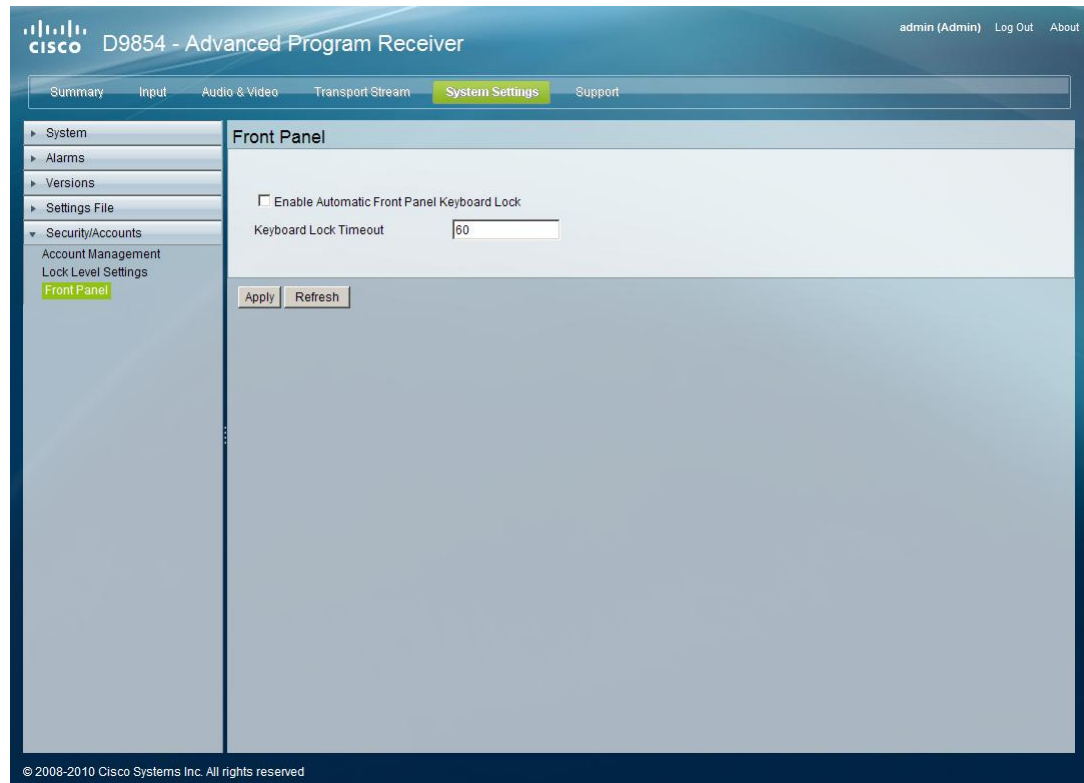 CISCO D9854 - Advanced Program Receiver
admin (Admin) Log Out About
Summary Input Audio & Video Transport Stream System Settings Support
System
Alarms
Versions
Settings File
Security/Accounts
Account Management
Lock Level Settings
Front Panel
Front Panel
Enable Automatic Front Panel Keyboard Lock
Keyboard Lock Timeout 60
Apply Refresh
© 2008-2010 Cisco Systems Inc. All rights reserved